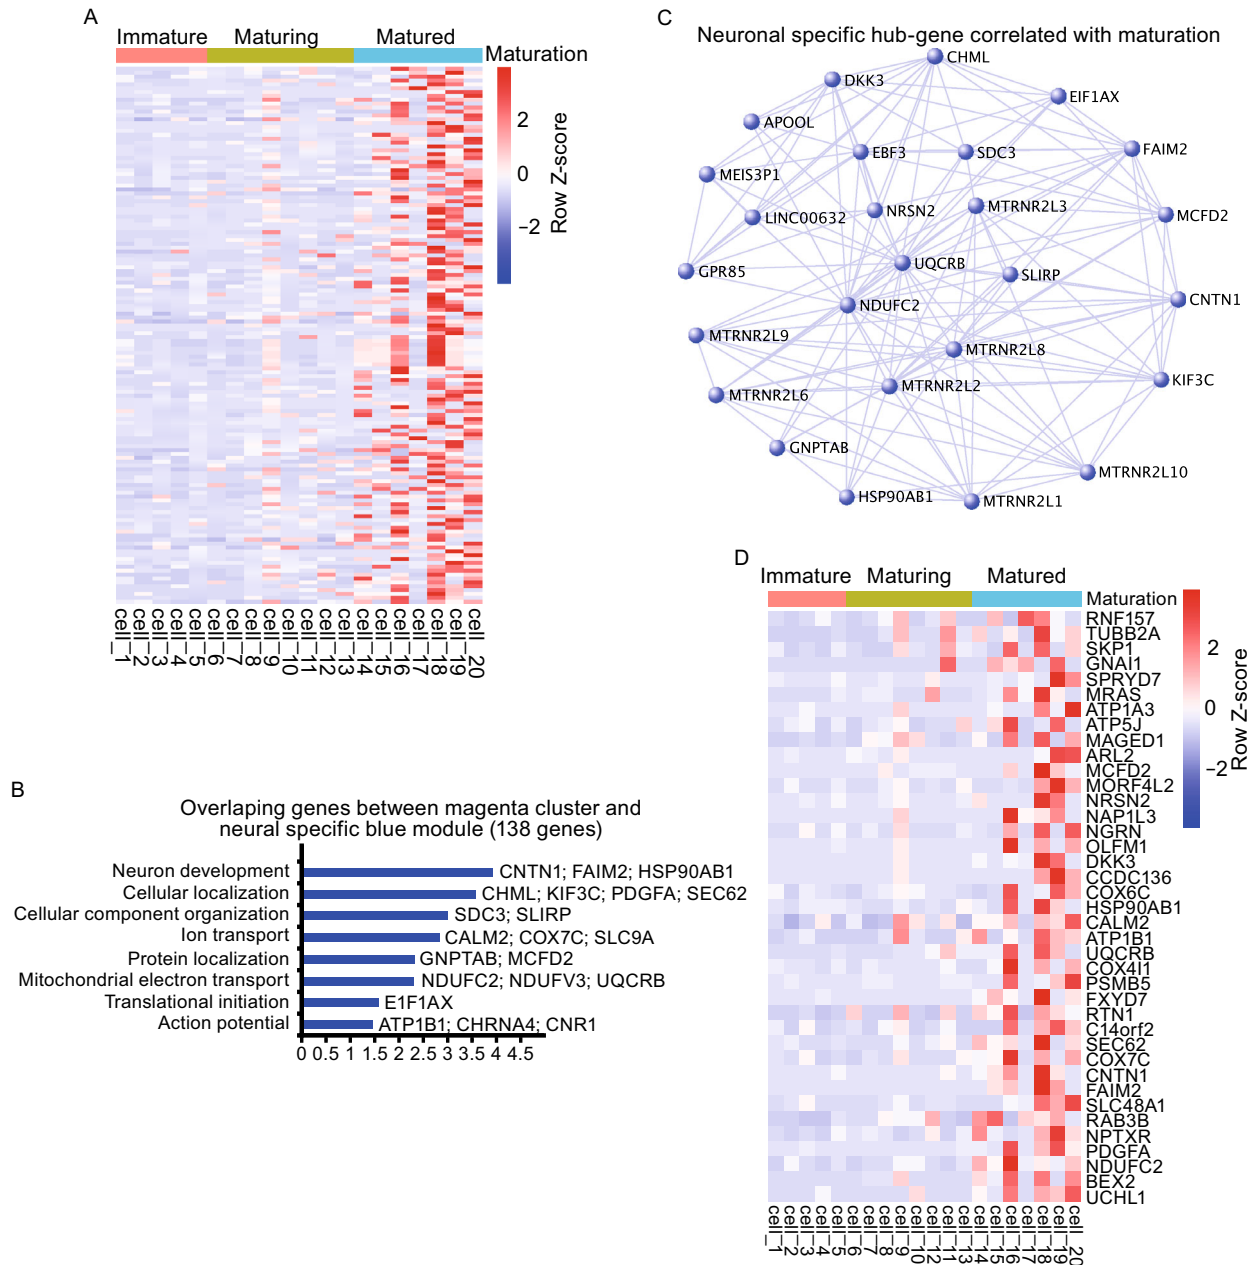 A
Immature Maturing Matured
Maturation
2
0
−2
Row Z-score
cell_1
cell_2
cell_3
cell_4
cell_5
cell_6
cell_7
cell_8
cell_9
cell_10
cell_11
cell_12
cell_13
cell_14
cell_15
cell_16
cell_17
cell_18
cell_19
cell_20
B
Overlaping genes between magenta cluster and
neural specific blue module (138 genes)
Neuron development CNTN1; FAIM2; HSP90AB1
Cellular localization CHML; KIF3C; PDGFA; SEC62
Cellular component organization SDC3; SLIRP
Ion transport CALM2; COX7C; SLC9A
Protein localization GNPTAB; MCFD2
Mitochondrial electron transport NDUFC2; NDUFV3; UQCRB
Translational initiation E1F1AX
Action potential ATP1B1; CHRNA4; CNR1
0 0.5 1 1.5 2 2.5 3 3.5 4 4.5
C
Neuronal specific hub-gene correlated with maturation
CHML
DKK3
EIF1AX
APOOL
EBF3
SDC3
FAIM2
MEIS3P1
LINC00632
NRSN2
MTRNR2L3
MCFD2
UQCRB
GPR85
SLIRP
CNTN1
NDUFC2
MTRNR2L9
MTRNR2L8
KIF3C
MTRNR2L6
MTRNR2L2
GNPTAB
MTRNR2L10
HSP90AB1
MTRNR2L1
D
Immature Maturing Matured
Maturation
RNF157
TUBB2A
SKP1
GNAI1
SPRYD7
MRAS
ATP1A3
ATP5J
MAGED1
ARL2
MCFD2
MORF4L2
NRSN2
NAP1L3
NGRN
OLFM1
DKK3
CCDC136
COX6C
HSP90AB1
CALM2
ATP1B1
UQCRB
COX4I1
PSMB5
FXYD7
RTN1
C14orf2
SEC62
COX7C
CNTN1
FAIM2
SLC48A1
RAB3B
NPTXR
PDGFA
NDUFC2
BEX2
UCHL1
2
0
−2
Row Z-score
cell_1
cell_2
cell_3
cell_4
cell_5
cell_6
cell_7
cell_8
cell_9
cell_10
cell_11
cell_12
cell_13
cell_14
cell_15
cell_16
cell_17
cell_18
cell_19
cell_20